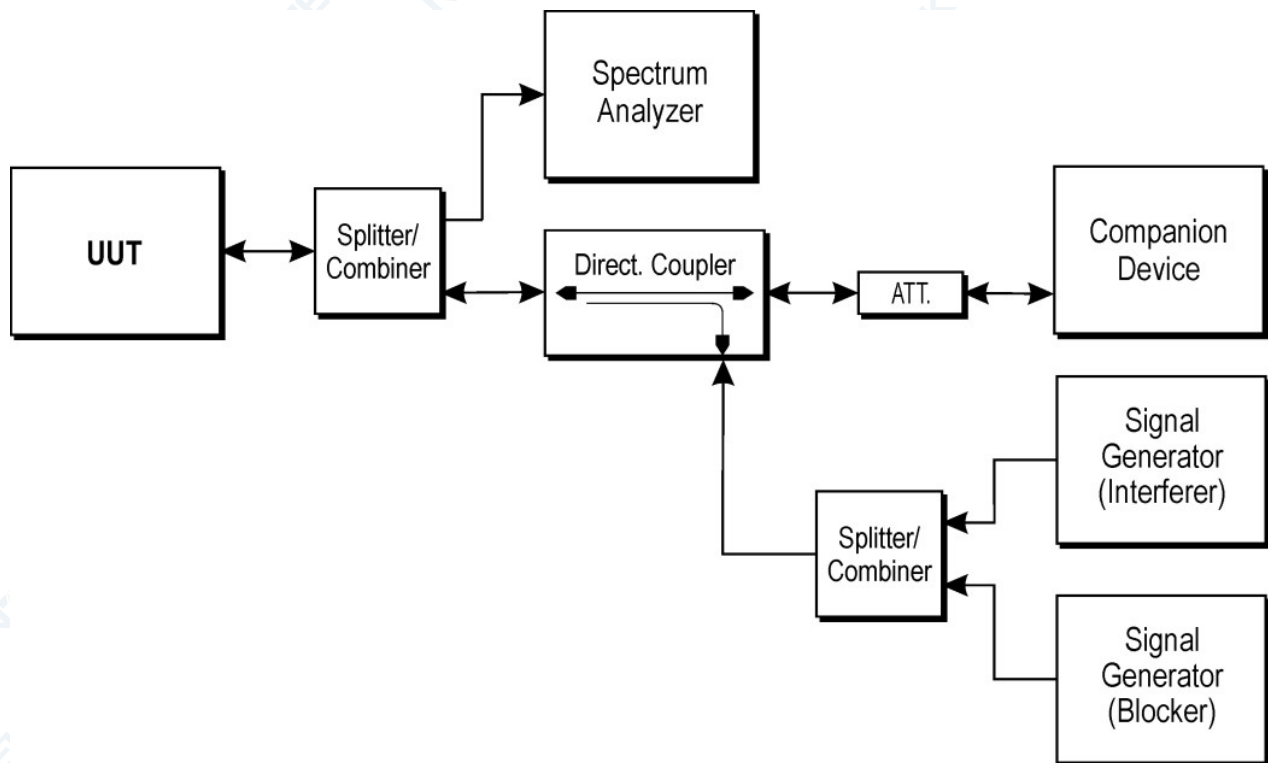 Spectrum
Analyzer
UUT
Splitter/
Combiner
Direct. Coupler
ATT.
Companion
Device
Signal
Generator
(Interferer)
Splitter/
Combiner
Signal
Generator
(Blocker)